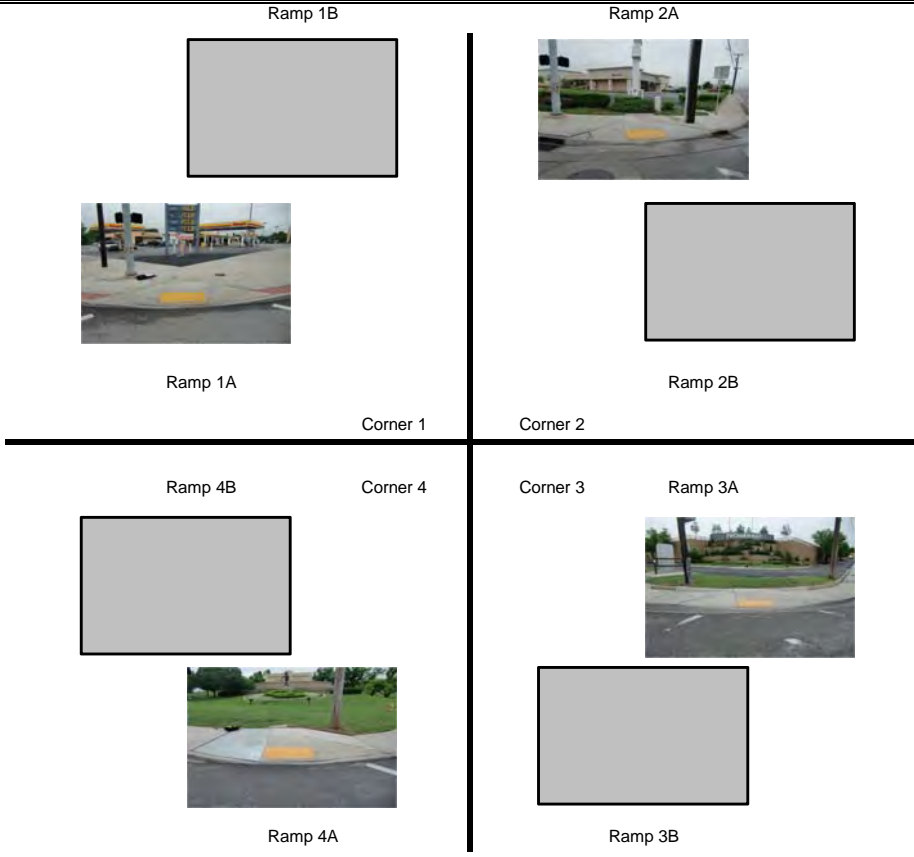 Ramp 1B
Ramp 2A
Ramp 1A
Ramp 2B
Corner 1
Corner 2
Ramp 4B
Corner 4
Corner 3
Ramp 3A
Ramp 4A
Ramp 3B